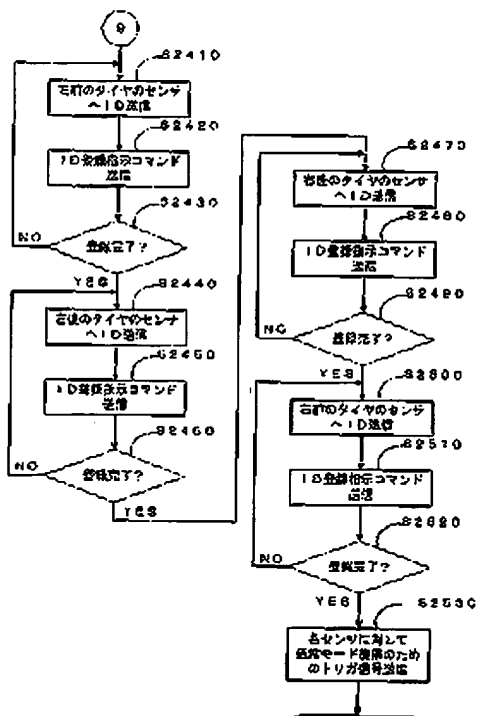 S2410
右前のタイヤのセンサ
へID送信
S2420
ID登録指示コマンド
送信
S2430
登録完了?
NO
YES
S2440
右後のタイヤのセンサ
へID送信
S2450
ID登録指示コマンド
送信
S2460
登録完了?
NO
YES
S2470
のタイヤのセンサ
へID送信
S2480
ID登録指示コマンド
送信
S2490
登録完了?
NO
YES
S2500
のタイヤのセンサ
へID送信
S2510
ID登録指示コマンド
送信
S2520
登録完了?
NO
YES
S2530
各センサに対して
モード復帰のため
のトリガ信号送信